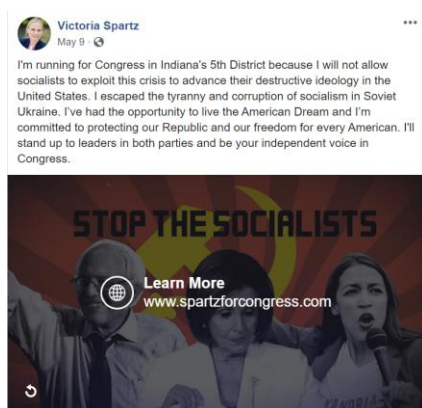 Victoria Spartz
May 9 ·
I'm running for Congress in Indiana's 5th District because I will not allow
socialists to exploit this crisis to advance their destructive ideology in the
United States. I escaped the tyranny and corruption of socialism in Soviet
Ukraine. I've had the opportunity to live the American Dream and I'm
committed to protecting our Republic and our freedom for every American. I'll
stand up to leaders in both parties and be your independent voice in
Congress.
STOP THE SOCIALISTS
Learn More
www.spartzforcongress.com